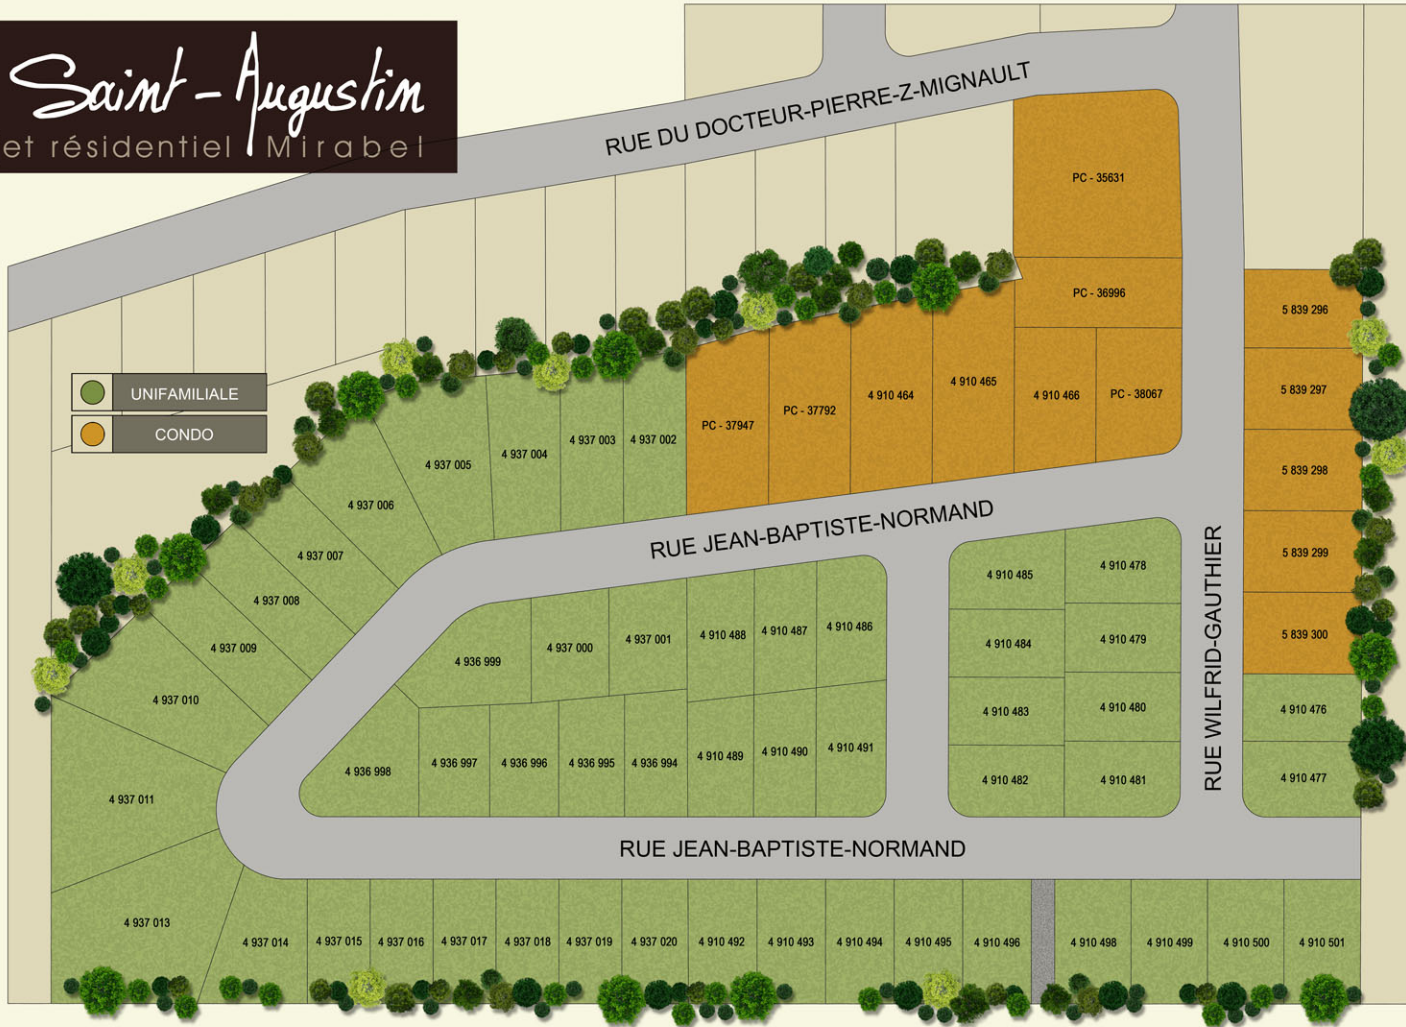 Saint-Augustin
et résidentiel Mirabel
RUE DU DOCTEUR-PIERRE-Z-MIGNAULT
PC - 35631
PC - 36996
UNIFAMILIALE
CONDO
5 839 296
5 839 297
5 839 298
5 839 299
5 839 300
4 910 476
4 910 477
PC - 37947
PC - 37792
4 910 464
4 910 465
4 910 466
PC - 38067
4 937 002
4 937 003
4 937 004
4 937 005
4 937 006
4 937 007
4 937 008
4 937 009
4 937 010
4 937 011
4 937 013
RUE JEAN-BAPTISTE-NORMAND
RUE WILFRID-GAUTHIER
4 936 999
4 937 000
4 937 001
4 910 488
4 910 487
4 910 486
4 936 998
4 936 997
4 936 996
4 936 995
4 936 994
4 910 489
4 910 490
4 910 491
4 910 485
4 910 478
4 910 484
4 910 479
4 910 483
4 910 480
4 910 482
4 910 481
RUE JEAN-BAPTISTE-NORMAND
4 937 014
4 937 015
4 937 016
4 937 017
4 937 018
4 937 019
4 937 020
4 910 492
4 910 493
4 910 494
4 910 495
4 910 496
4 910 498
4 910 499
4 910 500
4 910 501